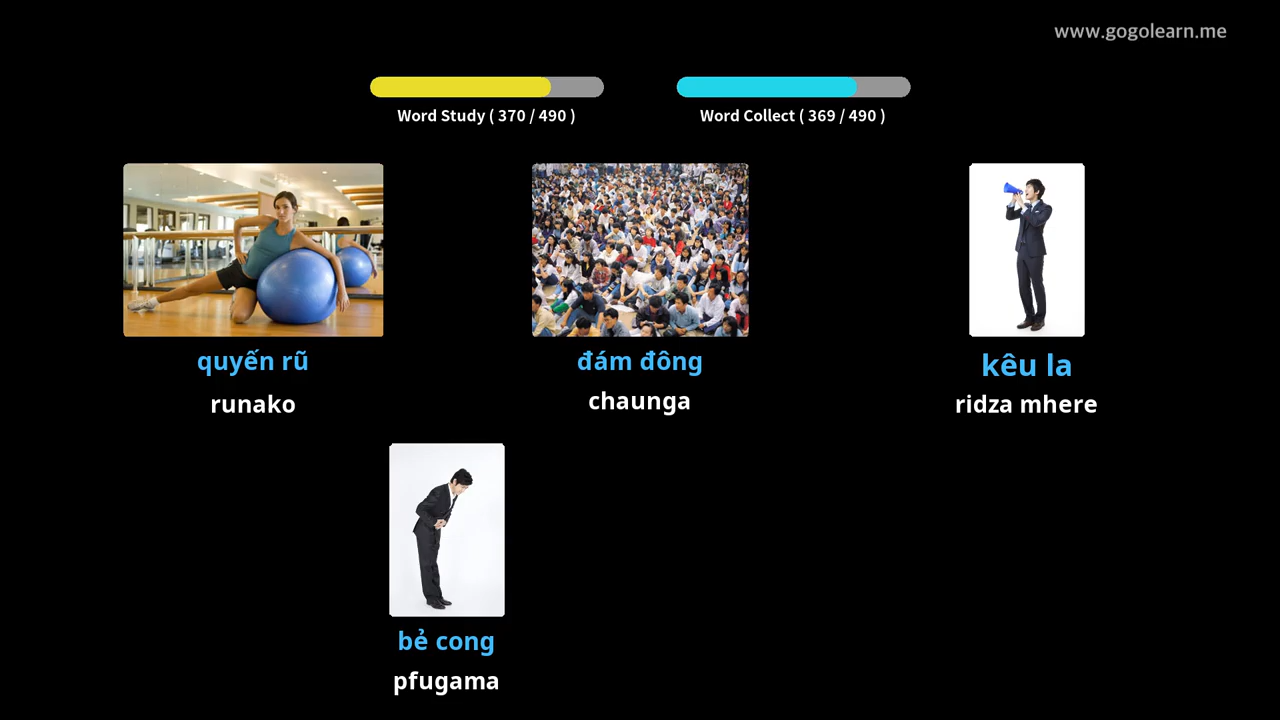 www.gogolearn.me
Word Study ( 370 / 490 )
Word Collect ( 369 / 490 )
quyến rũ
runako
đám đông
chaunga
kêu la
ridza mhere
bẻ cong
pfugama